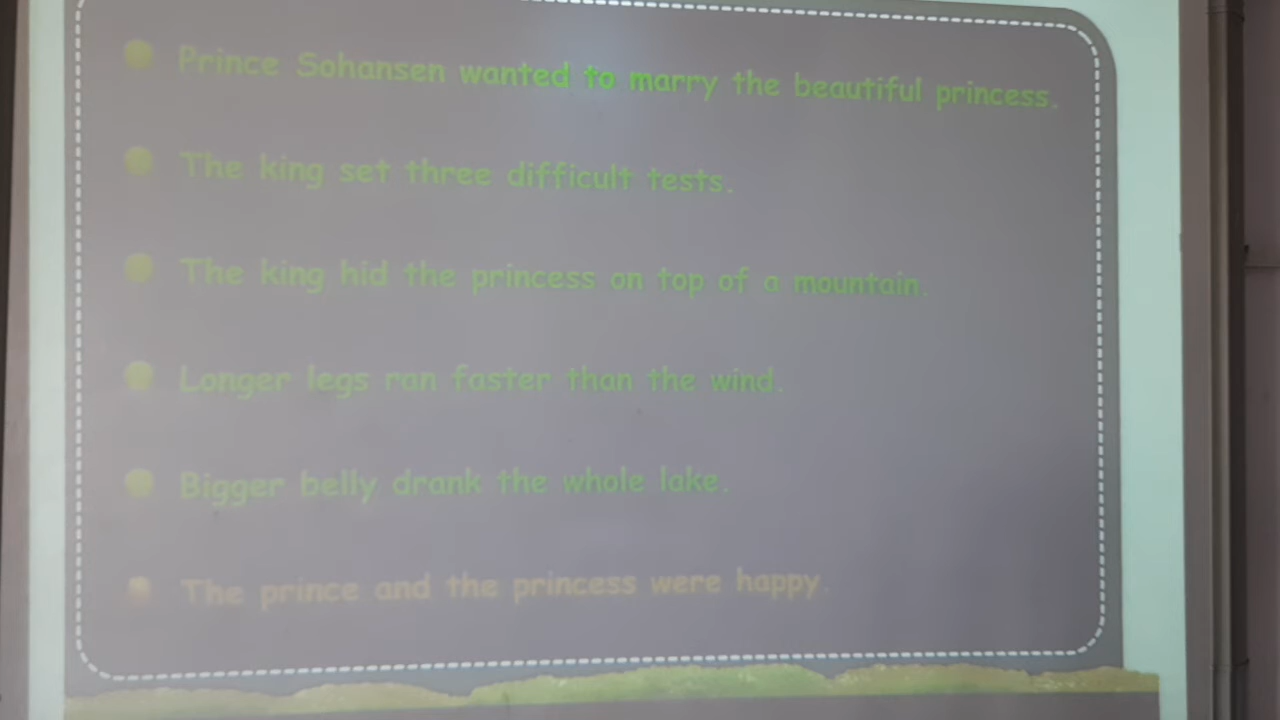 Prince Sohansen wanted to marry the beautiful princess.
The king set three difficult tests.
The king hid the princess on top of a mountain.
Longer legs ran faster than the wind.
Bigger belly drank the whole lake.
The prince and the princess were happy.